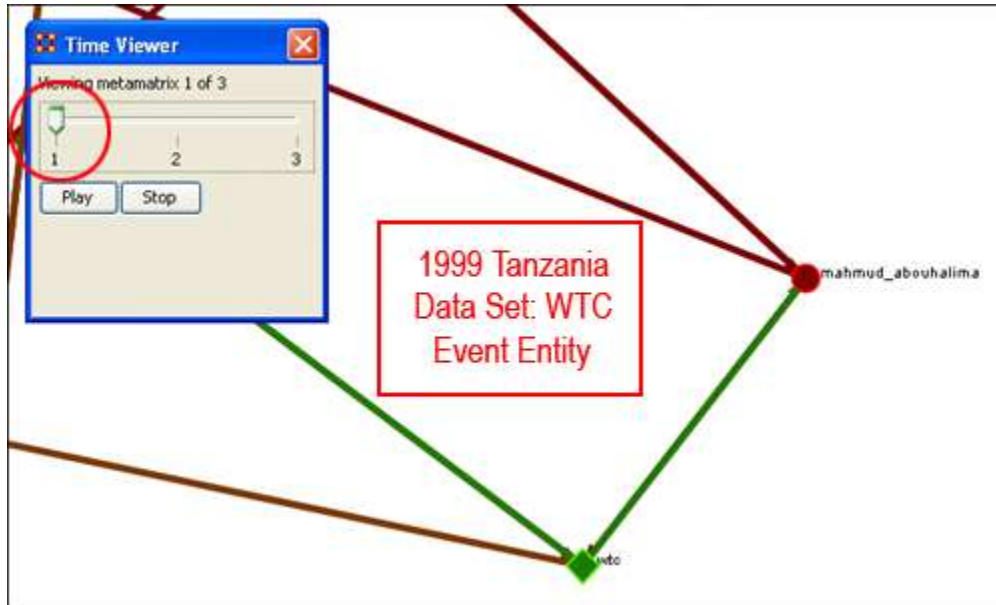 Time Viewer
Viewing metamatrix 1 of 3
1 2 3
Play Stop
1999 Tanzania
Data Set: WTC
Event Entity
mahmud_abouhalima
wtc